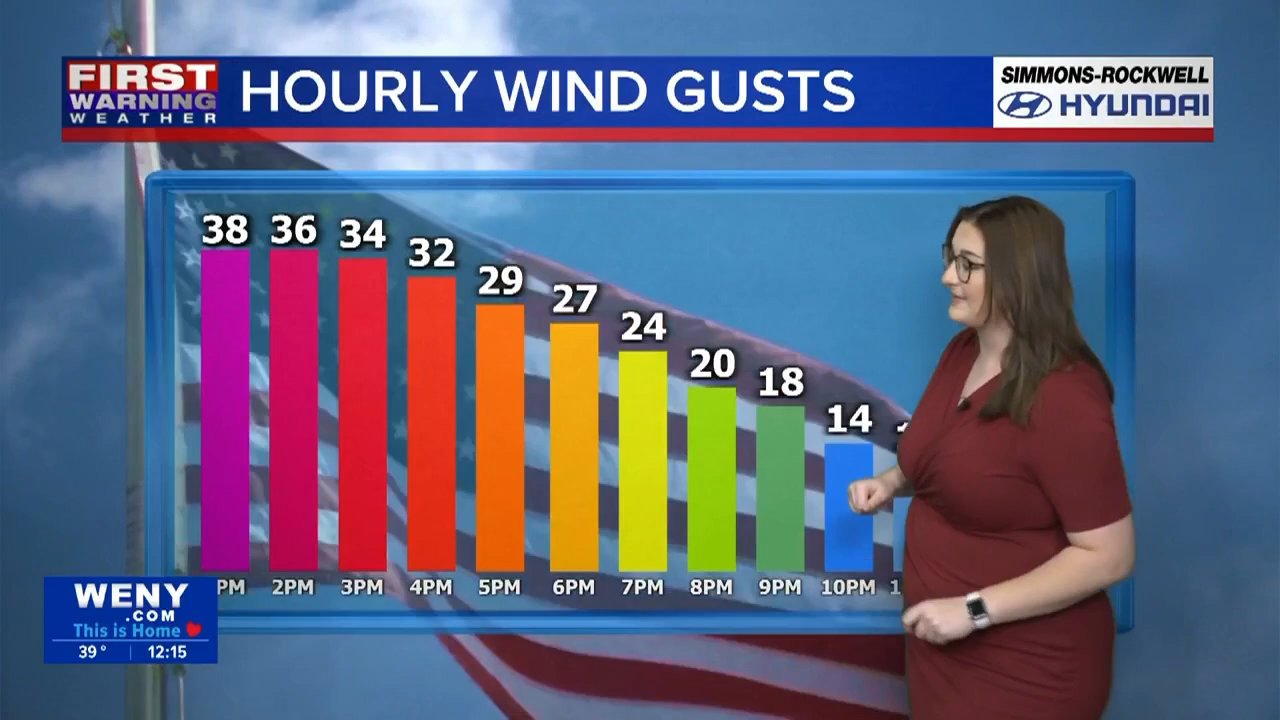 FIRST
WARNING
WEATHER
HOURLY WIND GUSTS
SIMMONS-ROCKWELL
HYUNDAI
38 36 34 32 29 27 24 20 18 14
PM 2PM 3PM 4PM 5PM 6PM 7PM 8PM 9PM 10PM 1
WENY
.COM
This is Home
39° 12:15